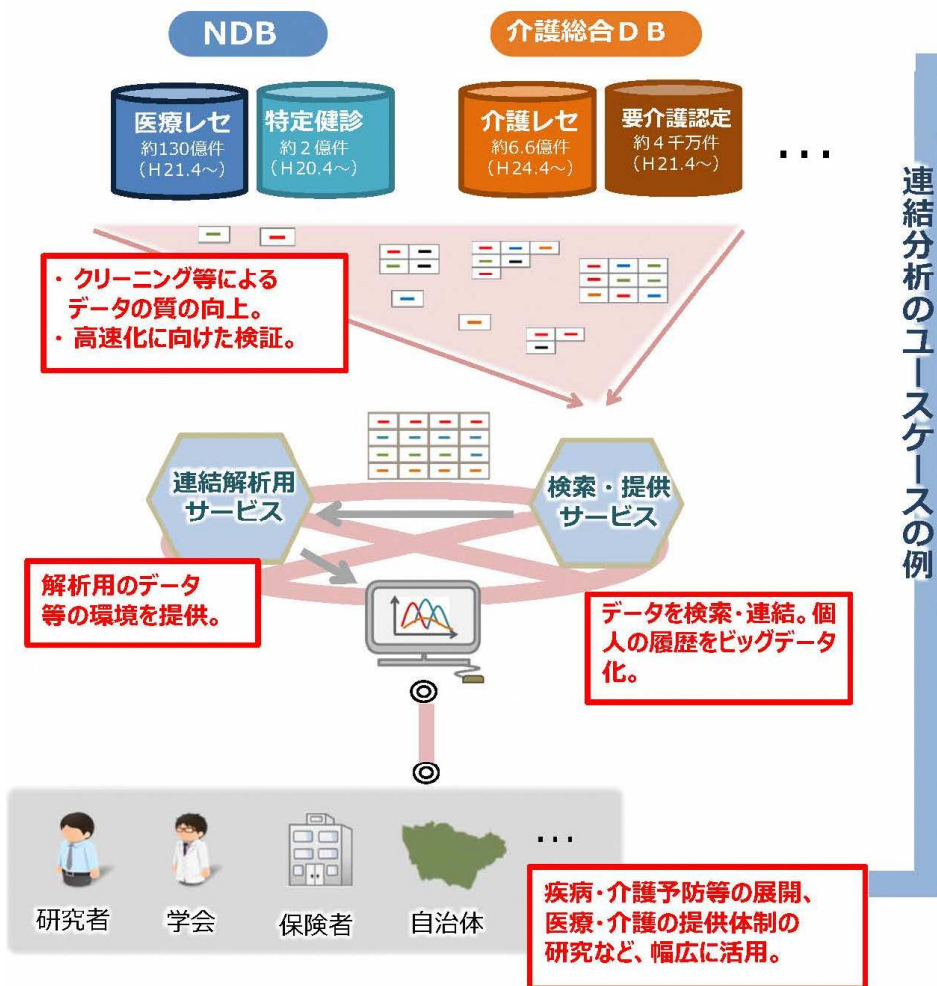 NDB
介護総合DB
医療レセ
約130億件
（H21.4～）
特定健診
約2億件
（H20.4～）
介護レセ
約6.6億件
（H24.4～）
要介護認定
約4千万件
（H21.4～）
…
連結分析のユースケースの例
・ クリーニング等による
データの質の向上。
・ 高速化に向けた検証。
連結解析用
サービス
検索・提供
サービス
解析用のデータ
等の環境を提供。
データを検索・連結。個
人の履歴をビッグデータ
化。
研究者
学会
保険者
自治体
…
疾病・介護予防等の展開、
医療・介護の提供体制の
研究など、幅広に活用。